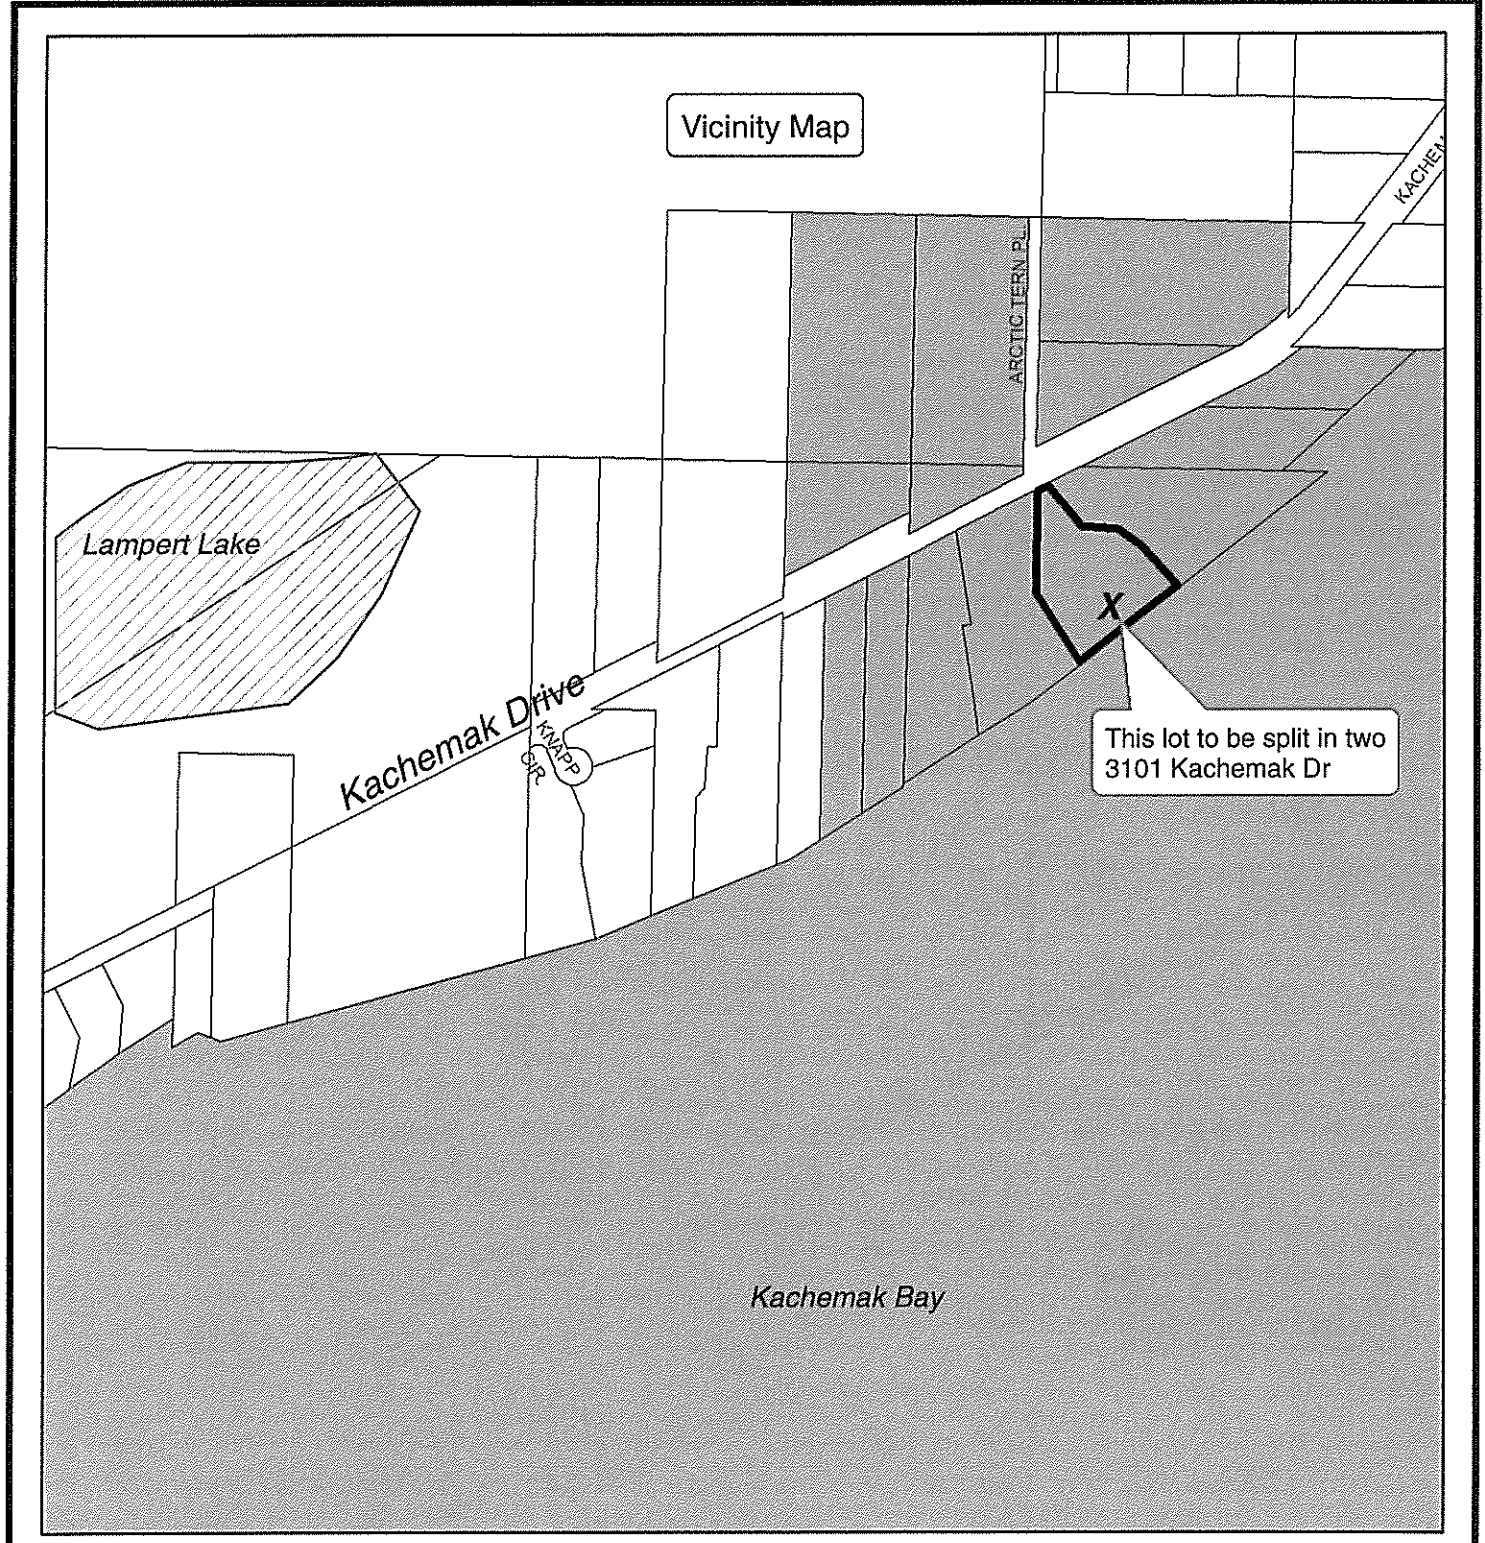 Vicinity Map
KACHEM
ARCTIC TERN PL.
Lampert Lake
X
Kachemak Drive
KNAPP
CIR.
This lot to be split in two
3101 Kachemak Dr
Kachemak Bay